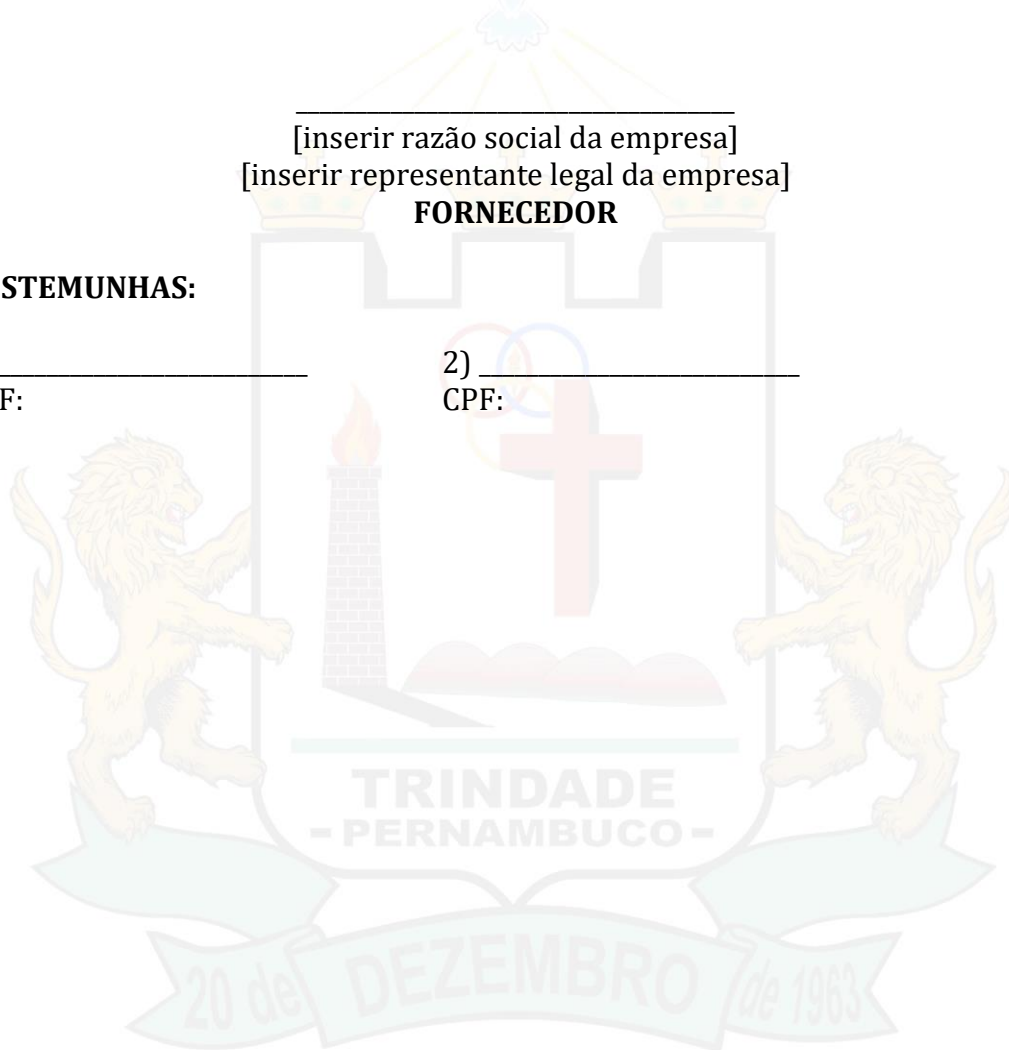 [inserir razão social da empresa]
[inserir representante legal da empresa]
FORNECEDOR
STEMUNHAS:
2) ____________________________
F:
CPF:
TRINDADE
- PERNAMBUCO -
20 de DEZEMBRO de 1963